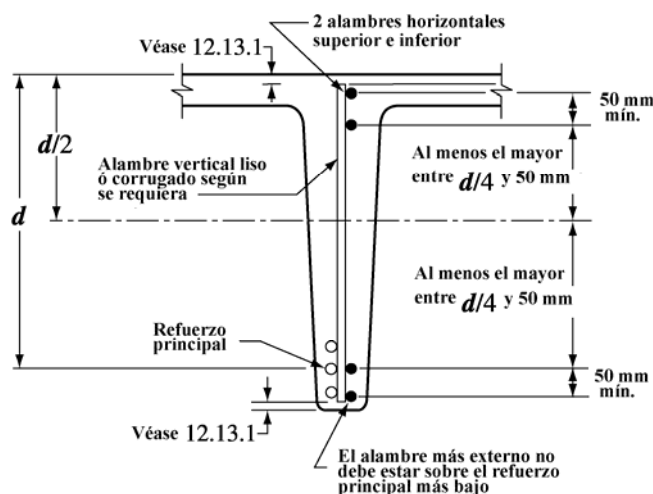 2 alambres horizontales
superior e inferior
Véase 12.13.1
50 mm
mín.
d/2
Alambre vertical liso
ó corrugado según
se requiera
Al menos el mayor
entre d/4 y 50 mm
d
Al menos el mayor
entre d/4 y 50 mm
Refuerzo
principal
50 mm
mín.
Véase 12.13.1
El alambre más externo no
debe estar sobre el refuerzo
principal más bajo